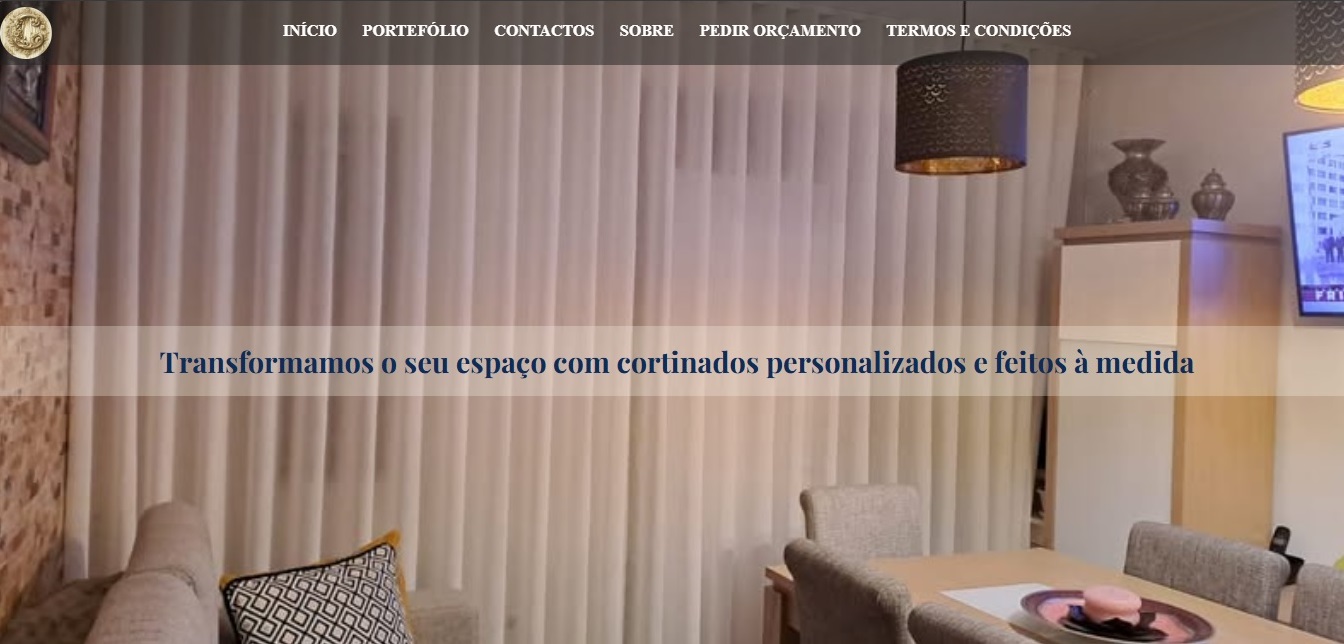 INÍCIO PORTEFÓLIO CONTACTOS SOBRE PEDIR ORÇAMENTO TERMOS E CONDIÇÕES
Transformamos o seu espaço com cortinados personalizados e feitos à medida